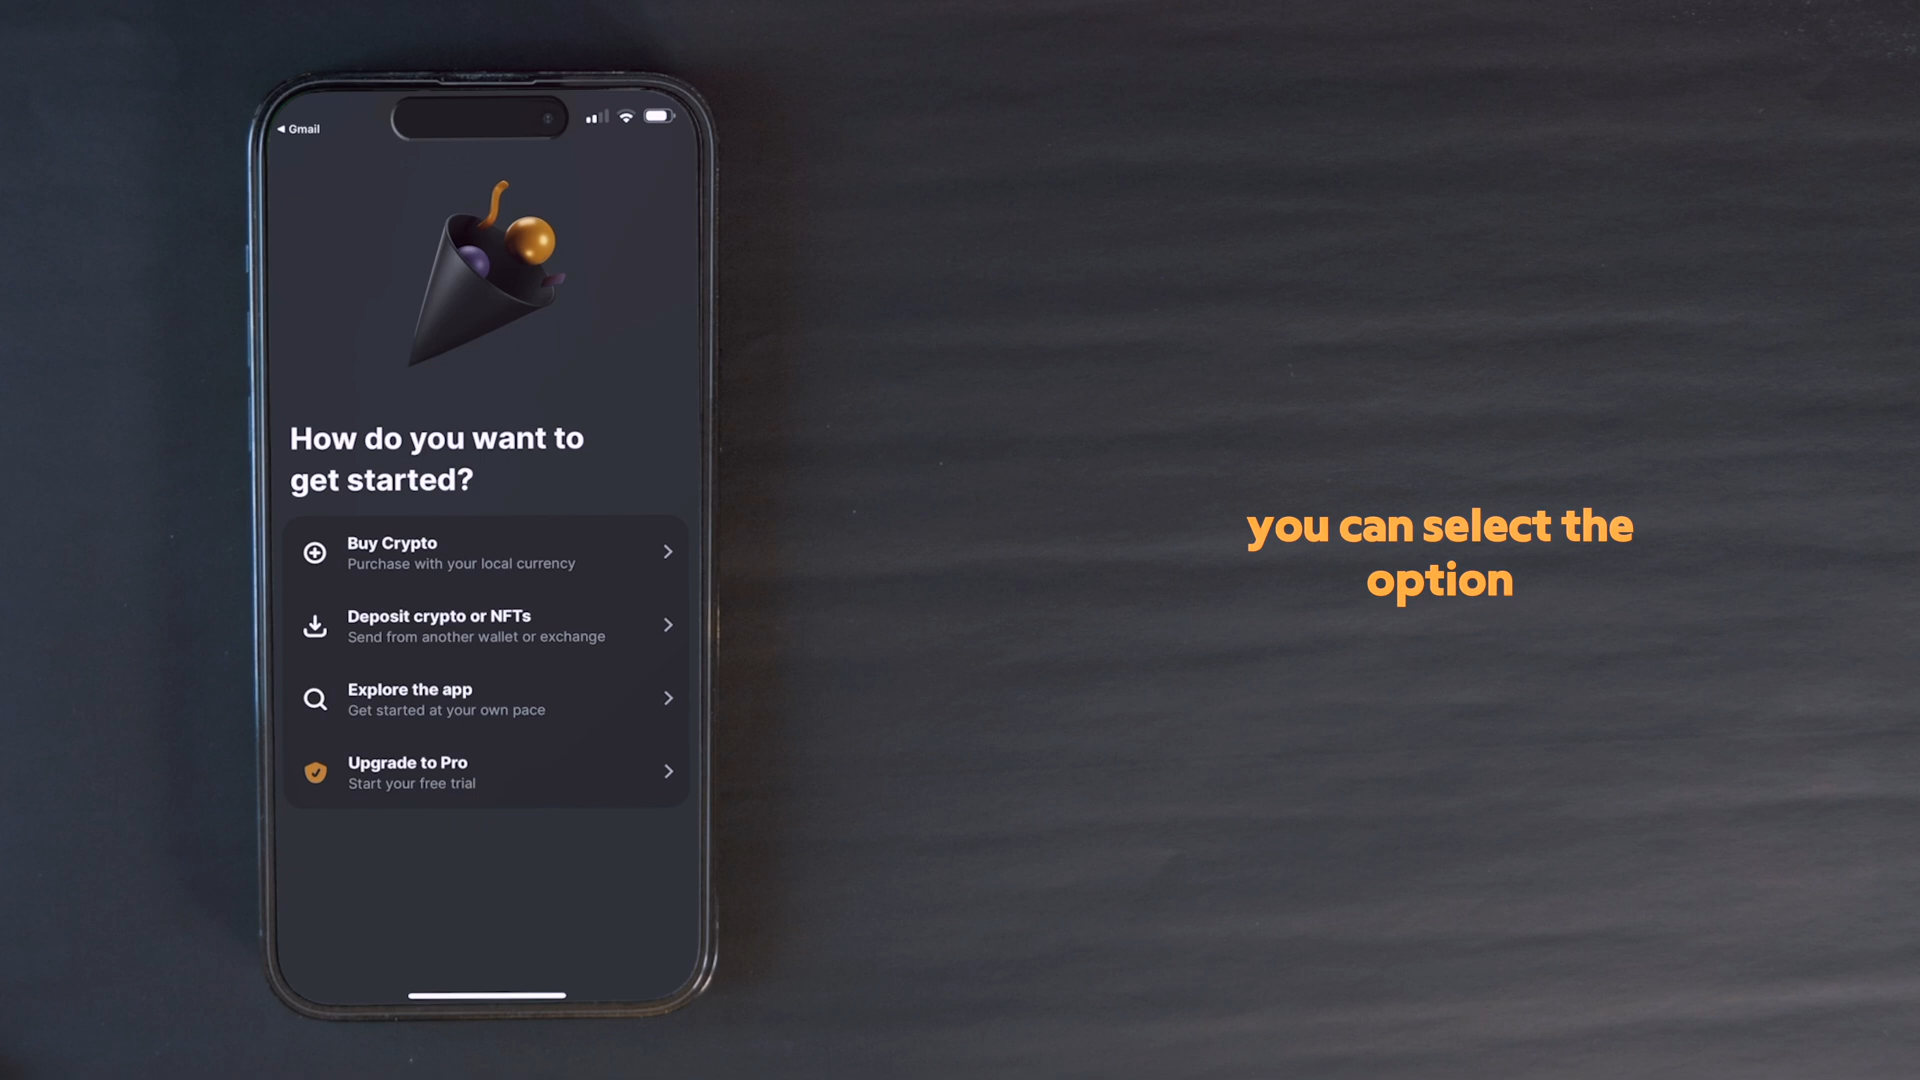 Gmail
How do you want to
get started?
Buy Crypto
Purchase with your local currency
Deposit crypto or NFTs
Send from another wallet or exchange
Explore the app
Get started at your own pace
Upgrade to Pro
Start your free trial
you can select the
option